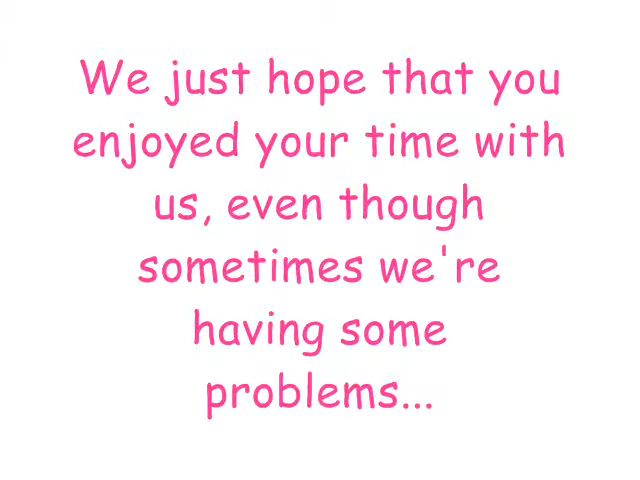 We just hope that you
enjoyed your time with
us, even though
sometimes we're
having some
problems...